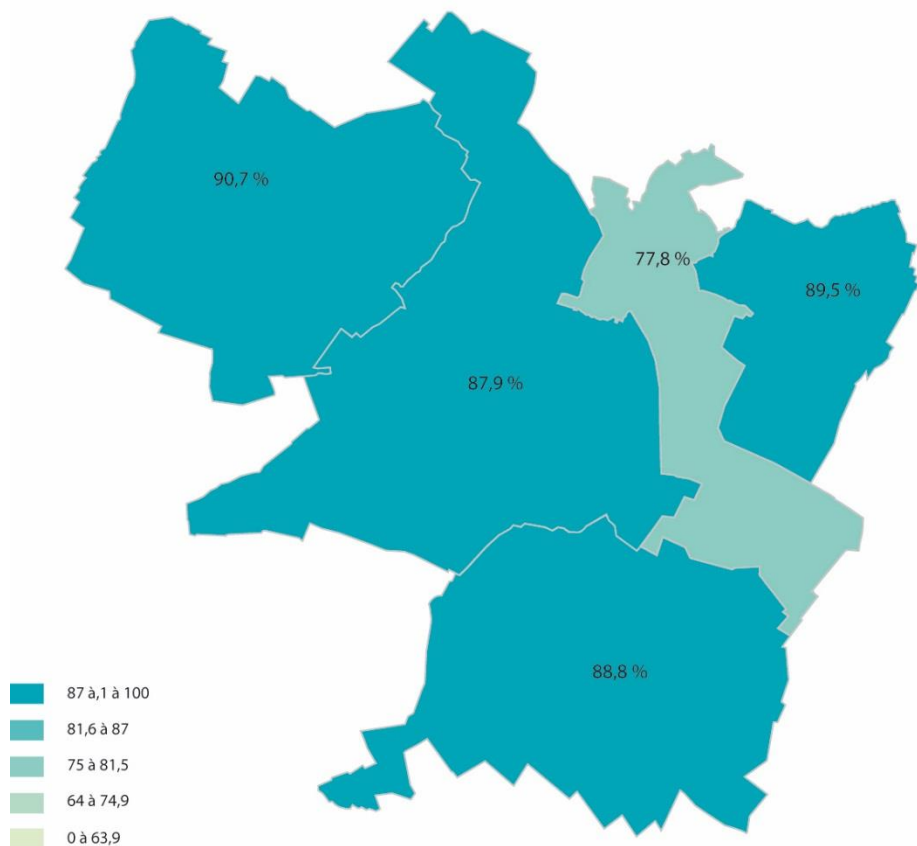 90,7 %
77,8 %
89,5 %
87,9 %
88,8 %
87 à,1 à 100
81,6 à 87
75 à 81,5
64 à 74,9
0 à 63,9